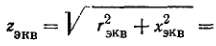 z_экв = √(r²_экв + x²_экв) =